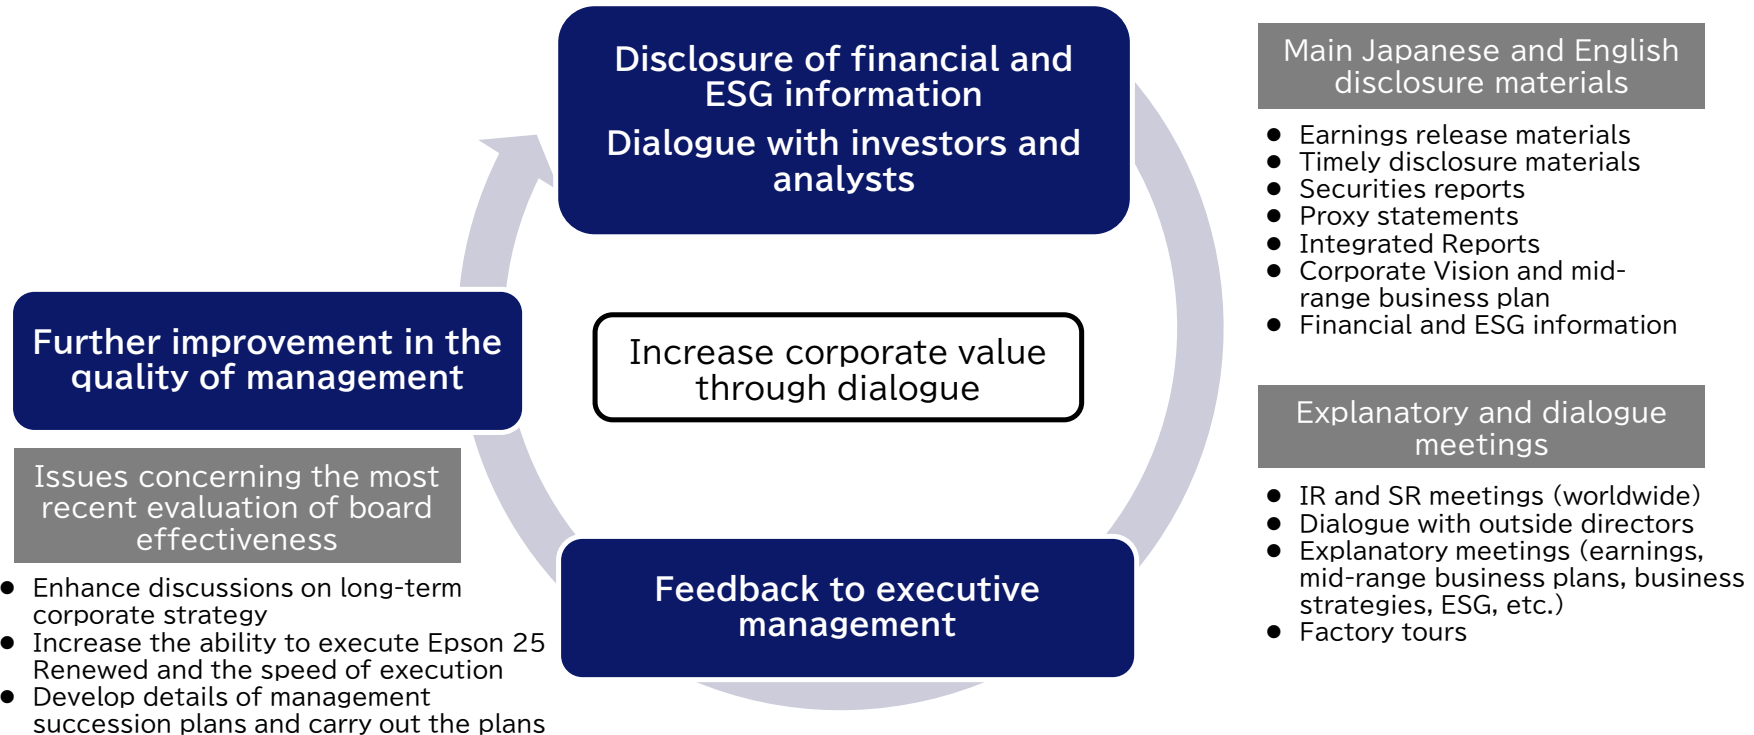 Disclosure of financial and
ESG information
Dialogue with investors and
analysts
Main Japanese and English
disclosure materials
● Earnings release materials
● Timely disclosure materials
● Securities reports
● Proxy statements
● Integrated Reports
● Corporate Vision and mid-
range business plan
● Financial and ESG information
Further improvement in the
quality of management
Increase corporate value
through dialogue
Explanatory and dialogue
meetings
● IR and SR meetings (worldwide)
● Dialogue with outside directors
● Explanatory meetings (earnings,
mid-range business plans, business
strategies, ESG, etc.)
● Factory tours
Issues concerning the most
recent evaluation of board
effectiveness
● Enhance discussions on long-term
corporate strategy
● Increase the ability to execute Epson 25
Renewed and the speed of execution
● Develop details of management
succession plans and carry out the plans
Feedback to executive
management